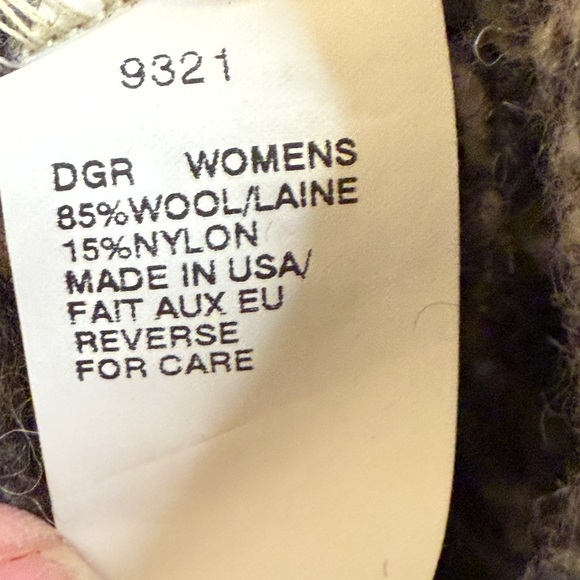 9321
DGR WOMENS
85%WOOL/LAINE
15%NYLON
MADE IN USA/
FAIT AUX EU
REVERSE
FOR CARE